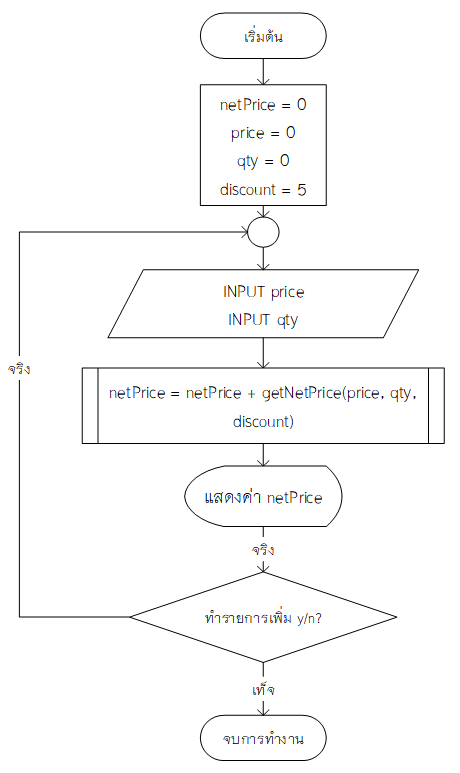 เริ่มต้น
netPrice = 0
price = 0
qty = 0
discount = 5
INPUT price
INPUT qty
จริง
netPrice = netPrice + getNetPrice(price, qty,
discount)
แสดงค่า netPrice
จริง
ทำรายการเพิ่ม y/n?
เท็จ
จบการทำงาน